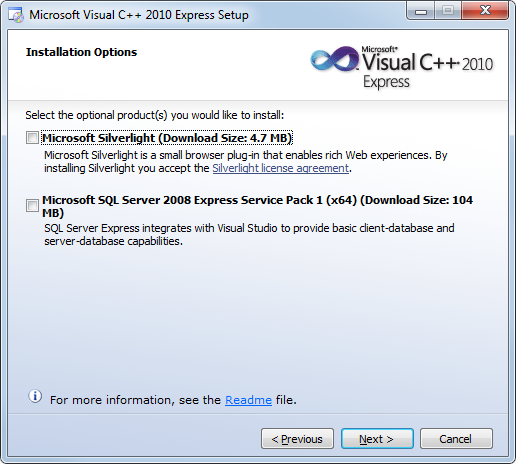 Microsoft Visual C++ 2010 Express Setup
Installation Options
Microsoft®
Visual C++ 2010
Express
Select the optional product(s) you would like to install:
Microsoft Silverlight (Download Size: 4.7 MB)
Microsoft Silverlight is a small browser plug-in that enables rich Web experiences. By
installing Silverlight you accept the Silverlight license agreement.
Microsoft SQL Server 2008 Express Service Pack 1 (x64) (Download Size: 104
MB)
SQL Server Express integrates with Visual Studio to provide basic client-database and
server-database capabilities.
For more information, see the Readme file.
< Previous
Next >
Cancel